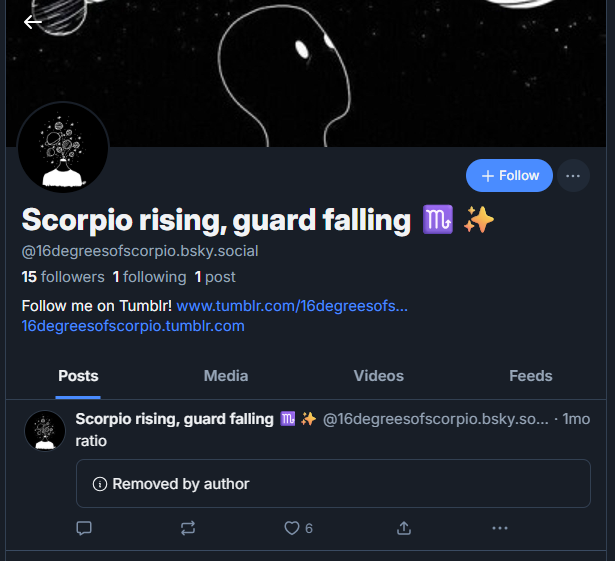 Follow
Scorpio rising, guard falling ♏ ✨
@16degreesofscorpio.bsky.social
15 followers 1 following 1 post
Follow me on Tumblr! www.tumblr.com/16degreesofs...
16degreesofscorpio.tumblr.com
Posts Media Videos Feeds
Scorpio rising, guard falling ♏ ✨ @16degreesofscorpio.bsky.so... · 1mo
ratio
Removed by author
6